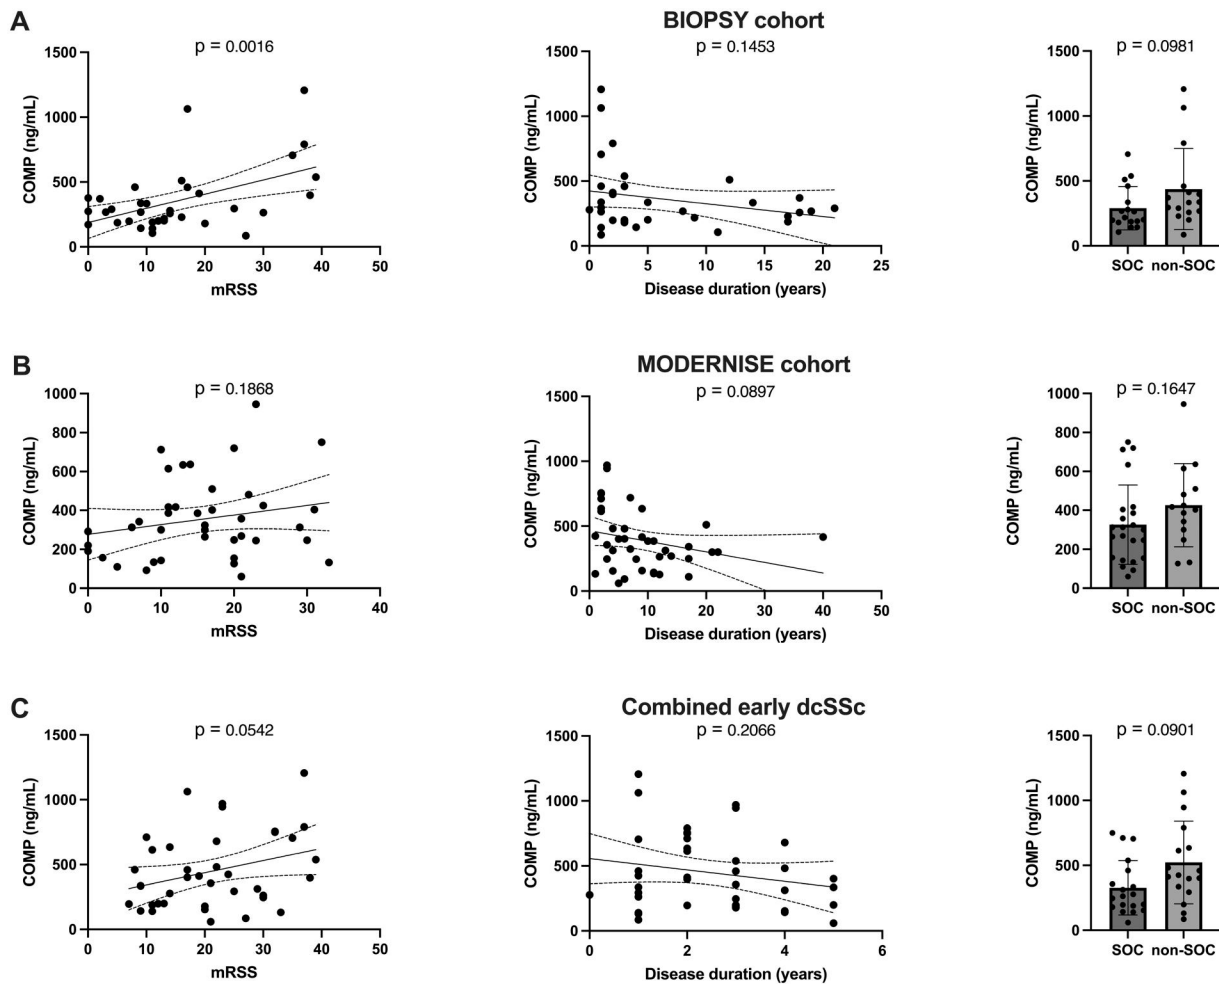 A
BIOPSY cohort
p = 0.0016
COMP (ng/mL)
1500
1000
500
0
0 10 20 30 40 50
mRSS
p = 0.1453
COMP (ng/mL)
1500
1000
500
0
0 5 10 15 20 25
Disease duration (years)
p = 0.0981
COMP (ng/mL)
1500
1000
500
0
SOC non-SOC
B
MODERNISE cohort
p = 0.1868
COMP (ng/mL)
1000
800
600
400
200
0
0 10 20 30 40
mRSS
p = 0.0897
COMP (ng/mL)
1500
1000
500
0
0 10 20 30 40 50
Disease duration (years)
p = 0.1647
COMP (ng/mL)
1000
800
600
400
200
0
SOC non-SOC
C
Combined early dcSSc
p = 0.0542
COMP (ng/mL)
1500
1000
500
0
0 10 20 30 40 50
mRSS
p = 0.2066
COMP (ng/mL)
1500
1000
500
0
0 2 4 6
Disease duration (years)
p = 0.0901
COMP (ng/mL)
1500
1000
500
0
SOC non-SOC